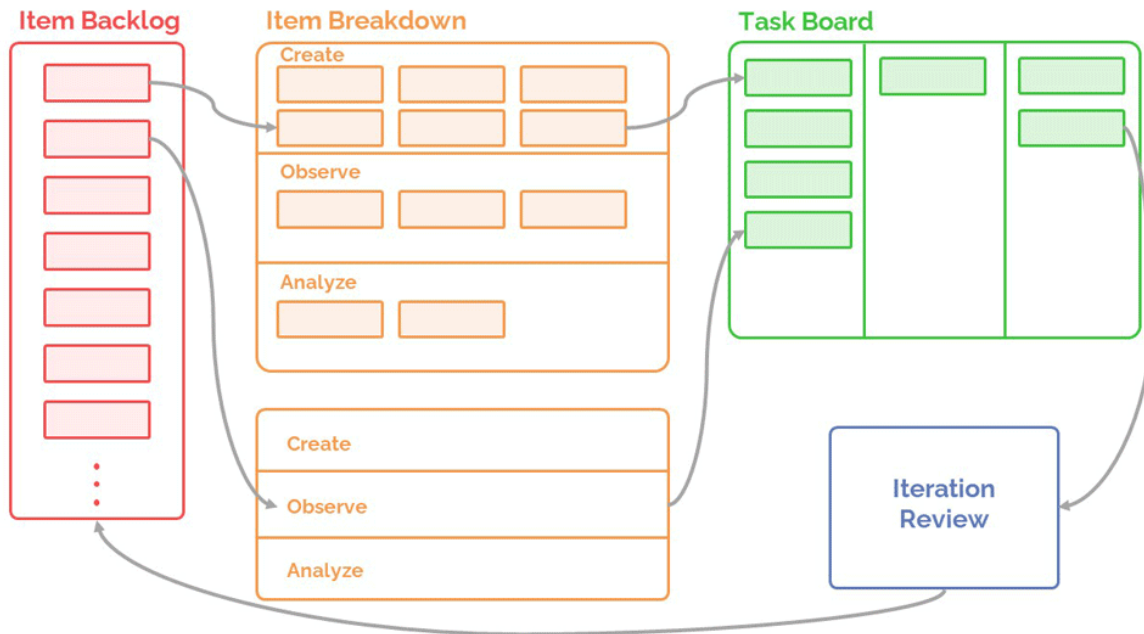 Item Backlog
Item Breakdown
Task Board
Create
Observe
Analyze
Create
Observe
Analyze
Iteration
Review